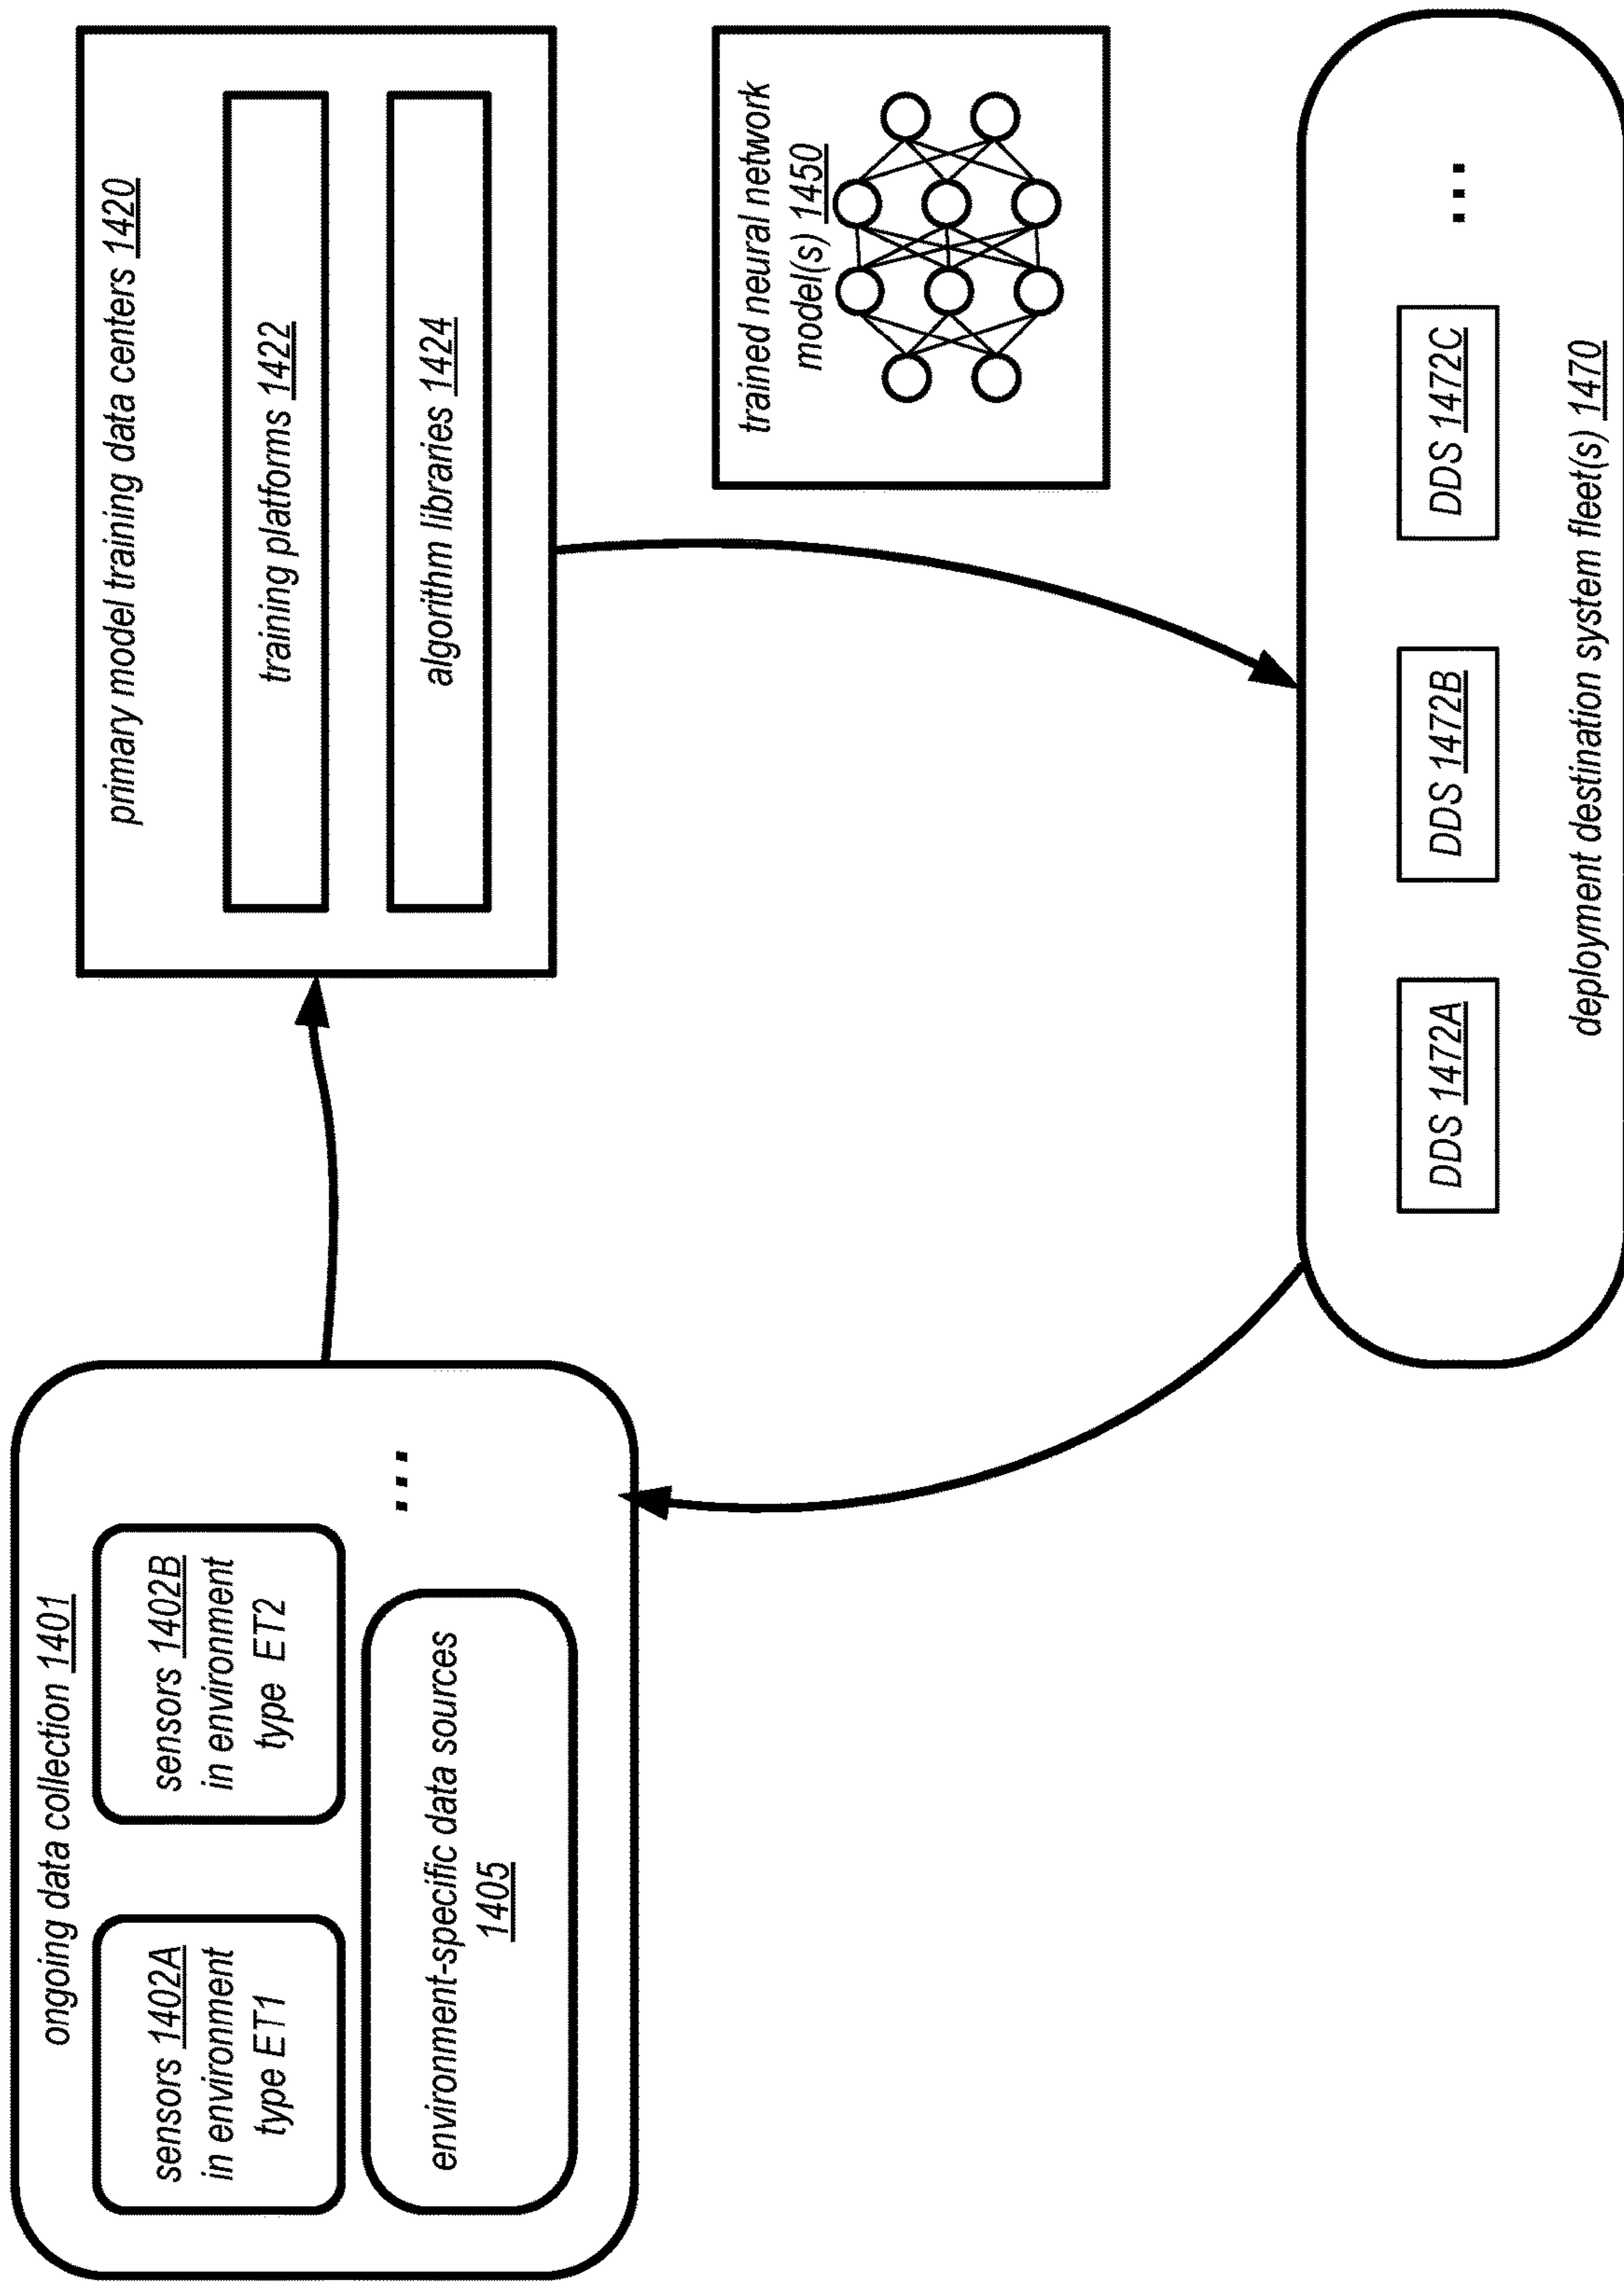 ongoing data collection 1401
sensors 1402A
in environment
type ET1
sensors 1402B
in environment
type ET2
...
environment-specific data sources
1405
primary model training data centers 1420
training platforms 1422
algorithm libraries 1424
trained neural network
model(s) 1450
DDS 1472A
DDS 1472B
DDS 1472C
...
deployment destination system fleet(s) 1470